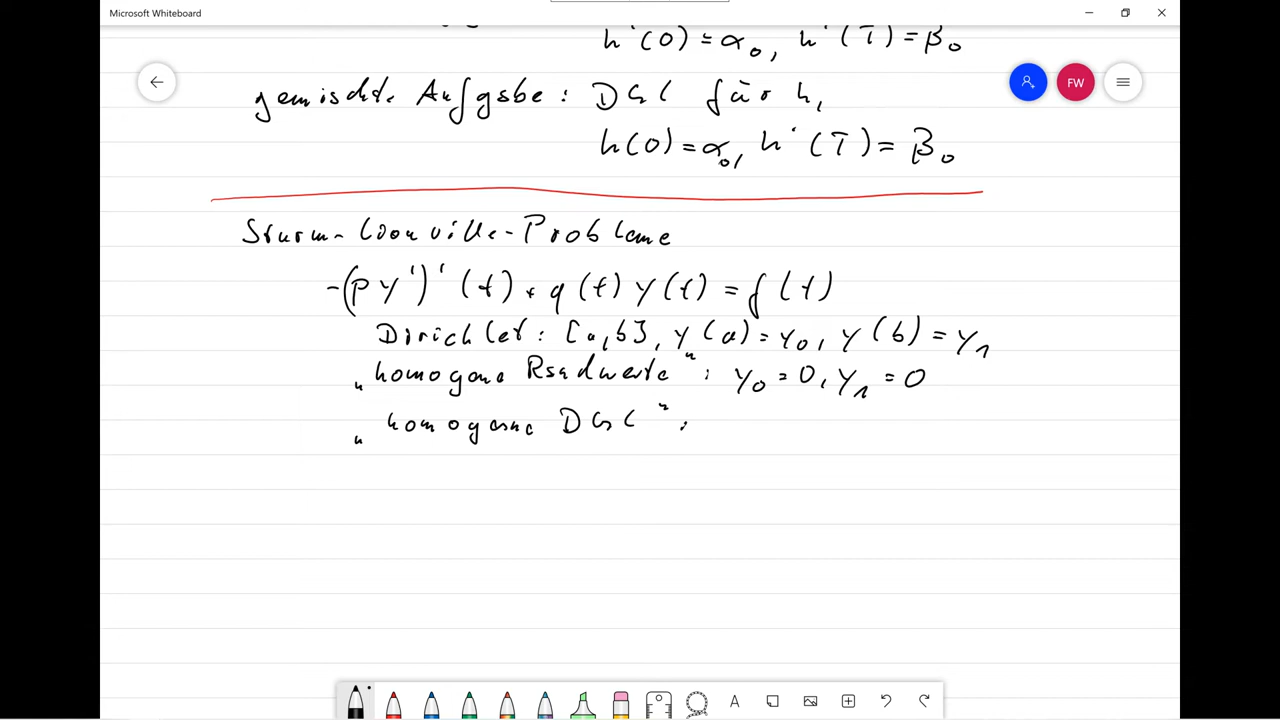 Microsoft Whiteboard
h'(0) = α₀, h'(T) = β₀
FW
gemischte Aufgabe: DGL für h,
h(0) = α₀, h'(T) = β₀
Sturm-Liouville-Probleme
-(py')'(t) + q(t) y(t) = f(t)
Dirichlet: [a,b], y(a) = y₀, y(b) = y₁
„homogene Randwerte": y₀ = 0, y₁ = 0
„homogene DGL":
A